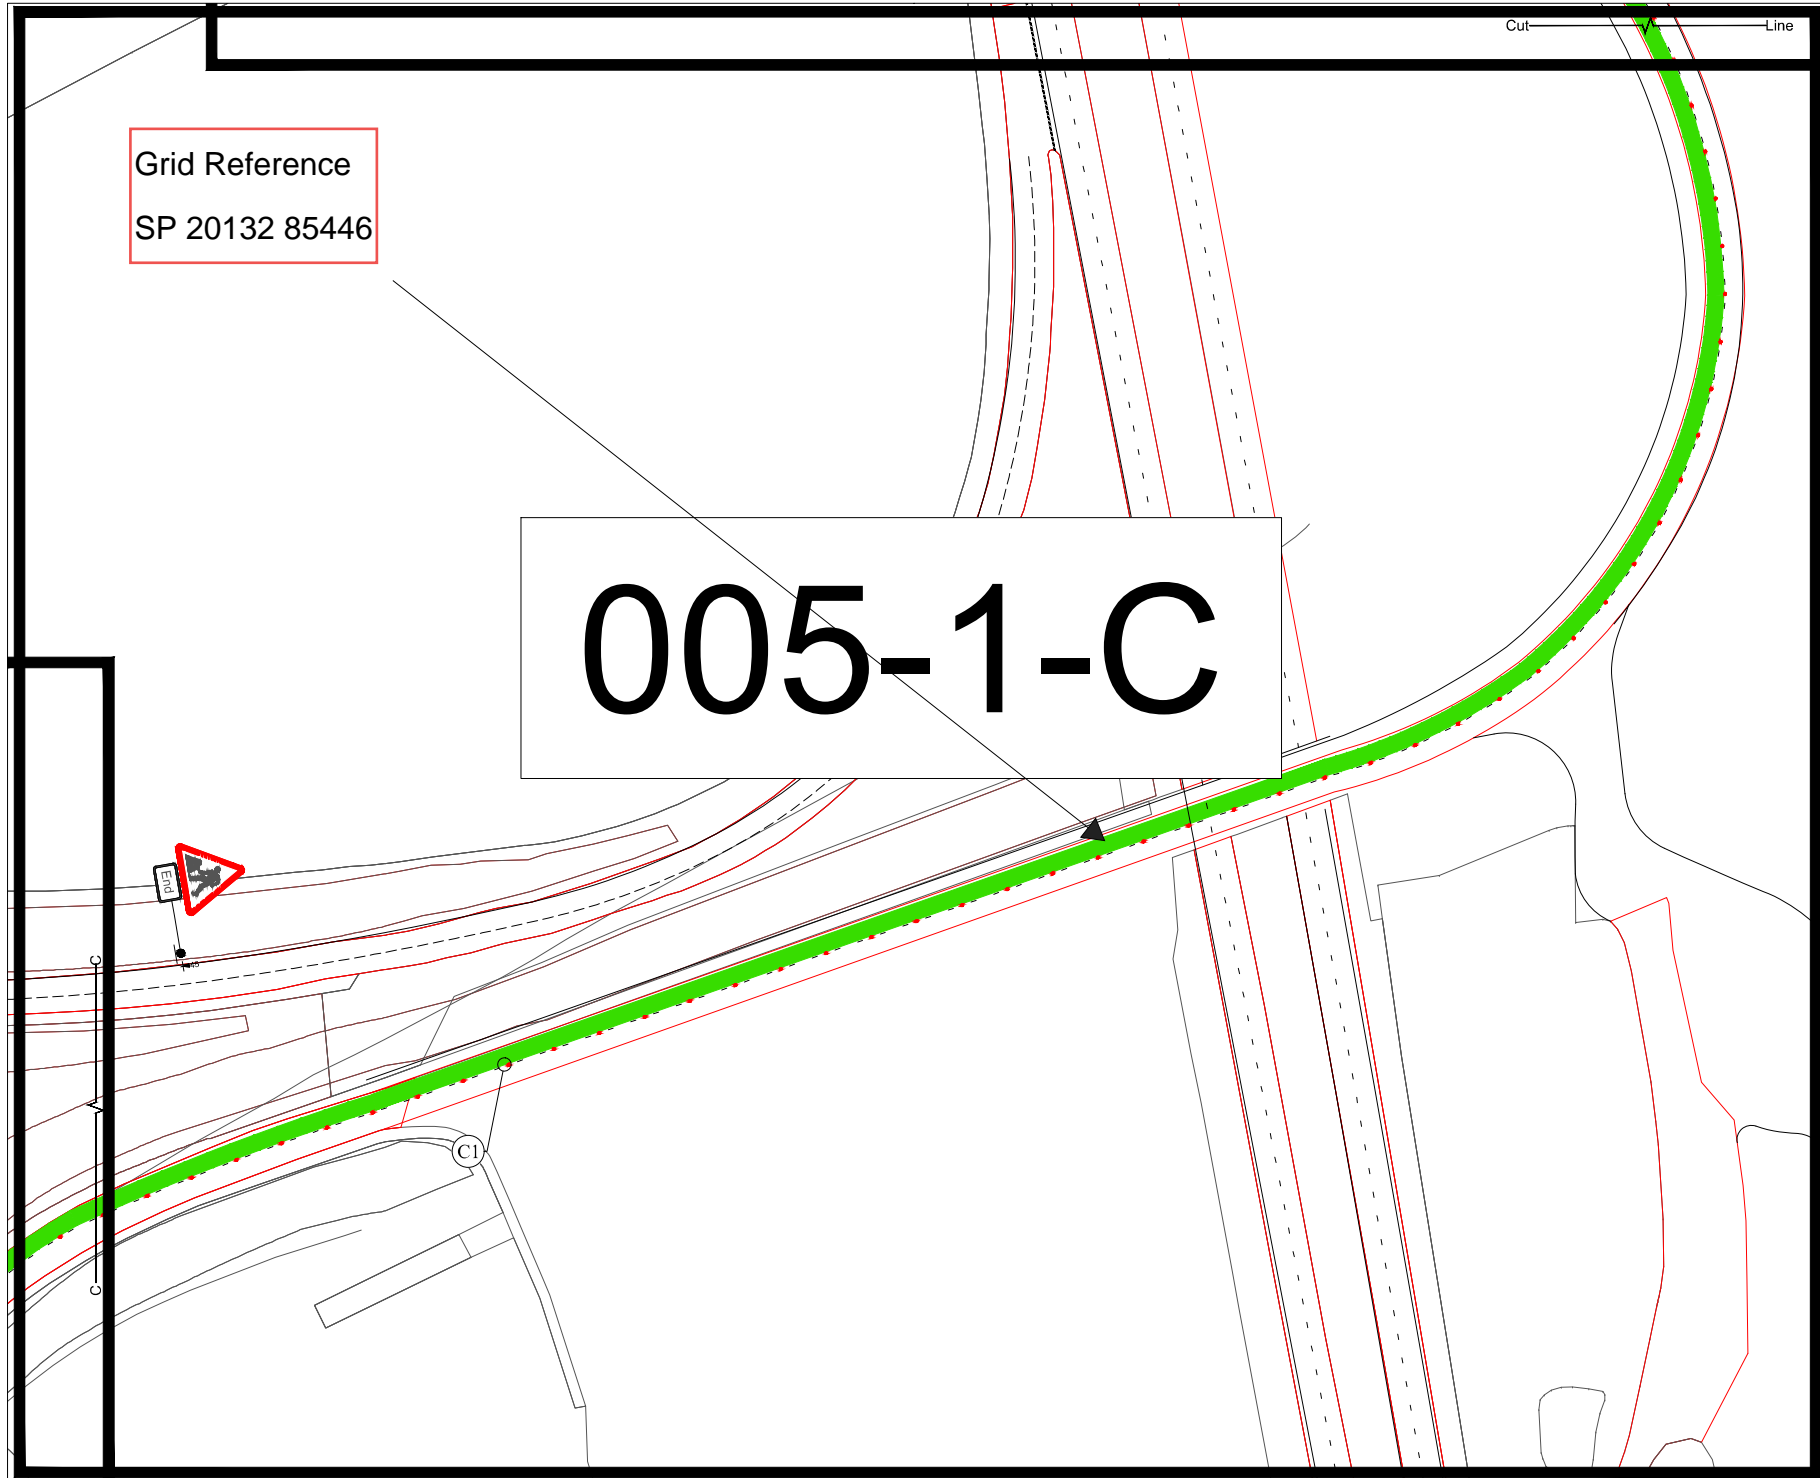 Cut
Line
Grid Reference
SP 20132 85446
005-1-C
End
C
C1
C